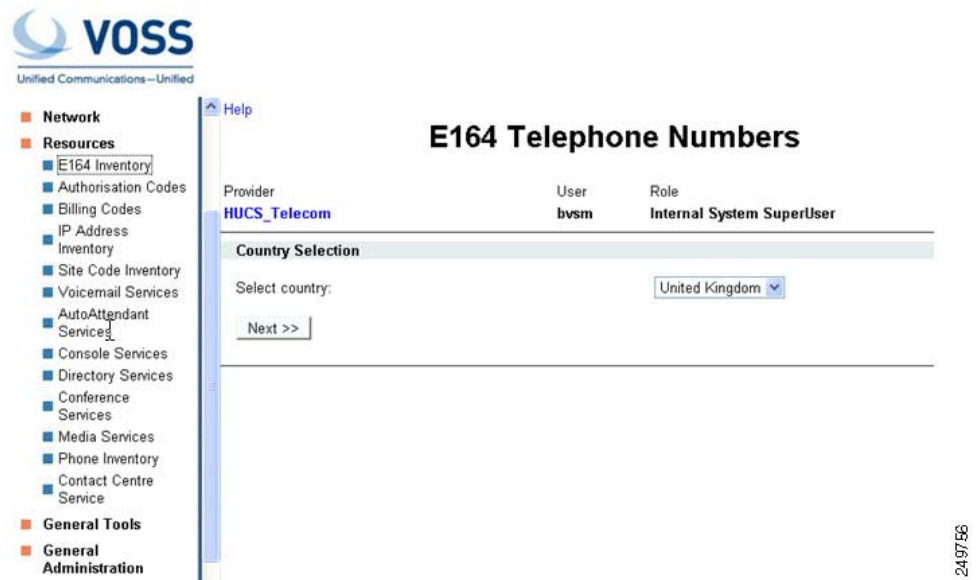 VOSS
Unified Communications—Unified
Network
Resources
E164 Inventory
Authorisation Codes
Billing Codes
IP Address
Inventory
Site Code Inventory
Voicemail Services
AutoAttendant
Services
Console Services
Directory Services
Conference
Services
Media Services
Phone Inventory
Contact Centre
Service
General Tools
General
Administration
Help
E164 Telephone Numbers
Provider User Role
HUCS_Telecom bvsm Internal System SuperUser
Country Selection
Select country: United Kingdom
Next >>
249756